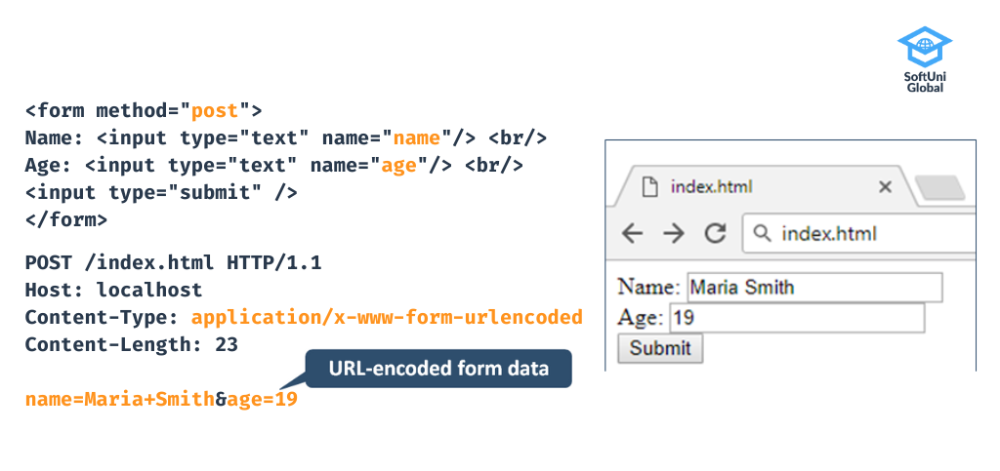 SoftUni
Global
<form method="post">
Name: <input type="text" name="name"/> <br/>
Age: <input type="text" name="age"/> <br/>
<input type="submit" />
</form>
POST /index.html HTTP/1.1
Host: localhost
Content-Type: application/x-www-form-urlencoded
Content-Length: 23
URL-encoded form data
name=Maria+Smith&age=19
index.html
index.html
Name: Maria Smith
Age: 19
Submit